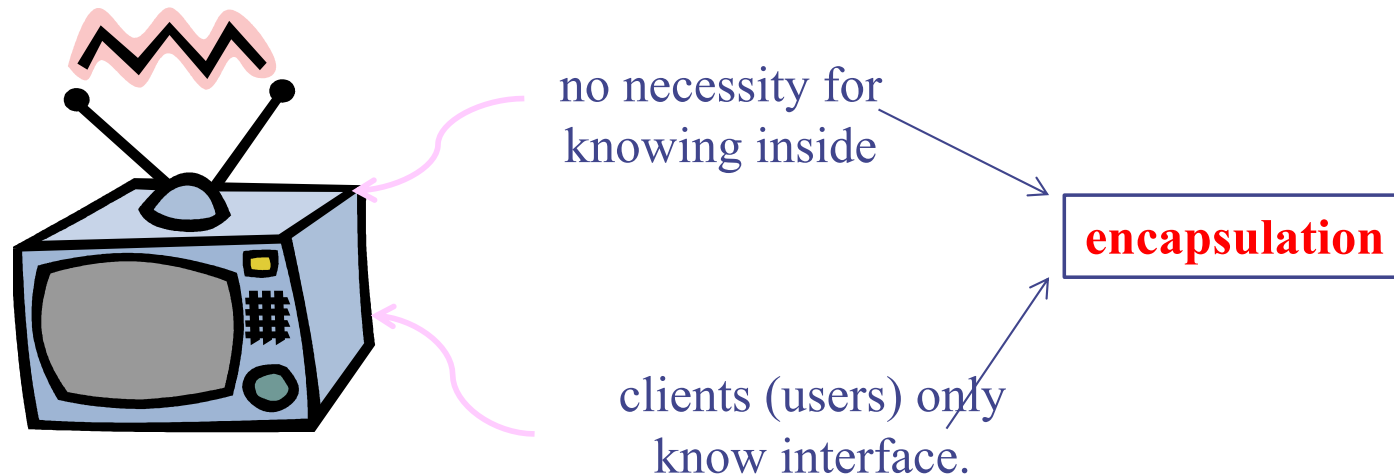 no necessity for
knowing inside
encapsulation
clients (users) only
know interface.